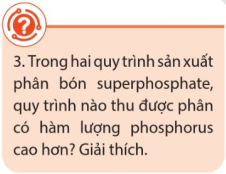 3. Trong hai quy trình sản xuất
phân bón superphosphate,
quy trình nào thu được phân
có hàm lượng phosphorus
cao hơn? Giải thích.